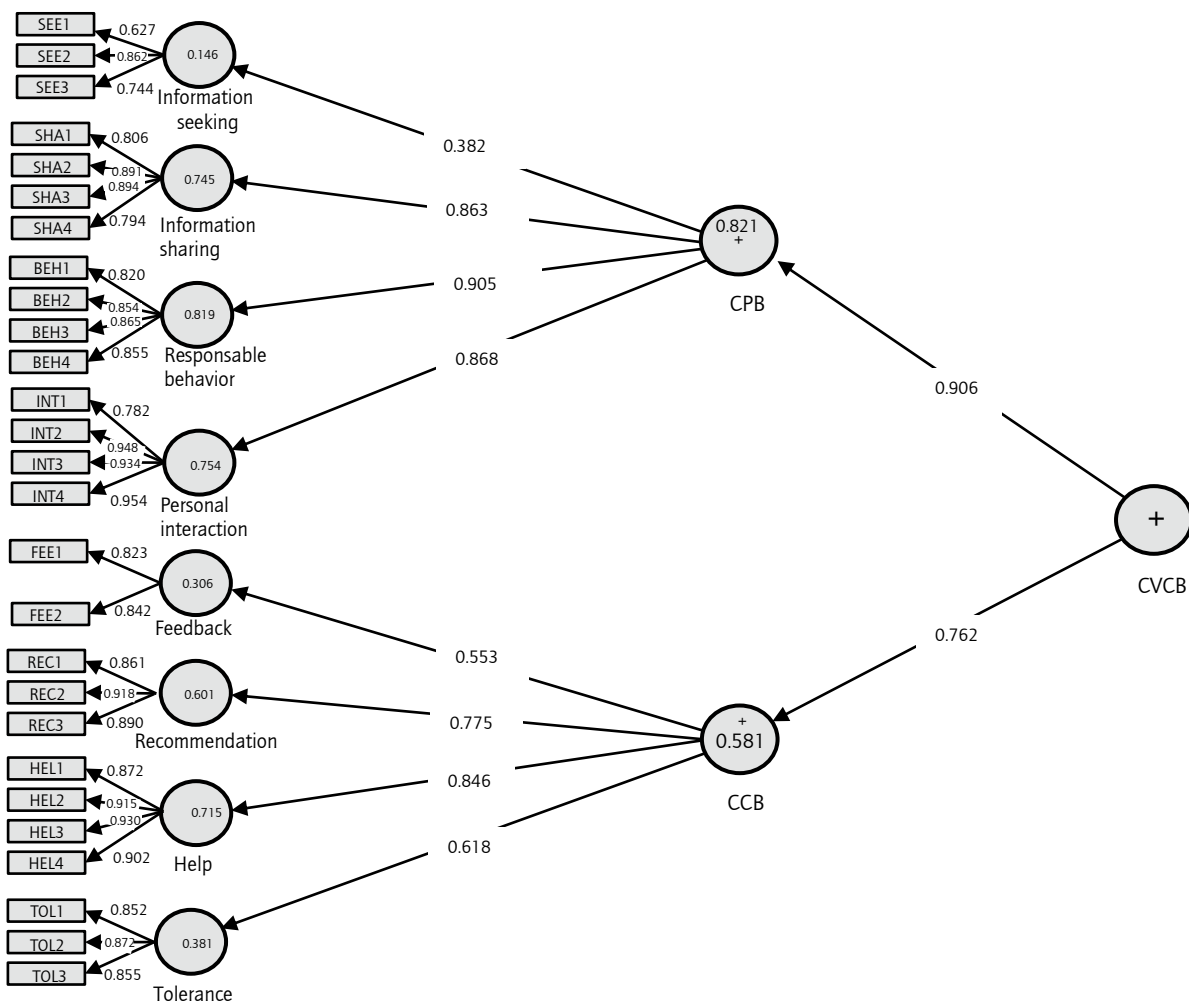 SEE1
0.627
SEE2
0.862
SEE3
0.744
0.146
Information
seeking
SHA1
0.806
SHA2
0.891
SHA3
0.894
SHA4
0.794
0.745
Information
sharing
BEH1
0.820
BEH2
0.854
BEH3
0.865
BEH4
0.855
0.819
Responsable
behavior
INT1
0.782
INT2
0.948
INT3
0.934
INT4
0.954
0.754
Personal
interaction
FEE1
0.823
FEE2
0.842
0.306
Feedback
REC1
0.861
REC2
0.918
REC3
0.890
0.601
Recommendation
HEL1
0.872
HEL2
0.915
HEL3
0.930
HEL4
0.902
0.715
Help
TOL1
0.852
TOL2
0.872
TOL3
0.855
0.381
Tolerance
0.382
0.863
0.905
0.868
0.553
0.775
0.846
0.618
0.821
+
CPB
+
0.581
CCB
0.906
0.762
+
CVCB